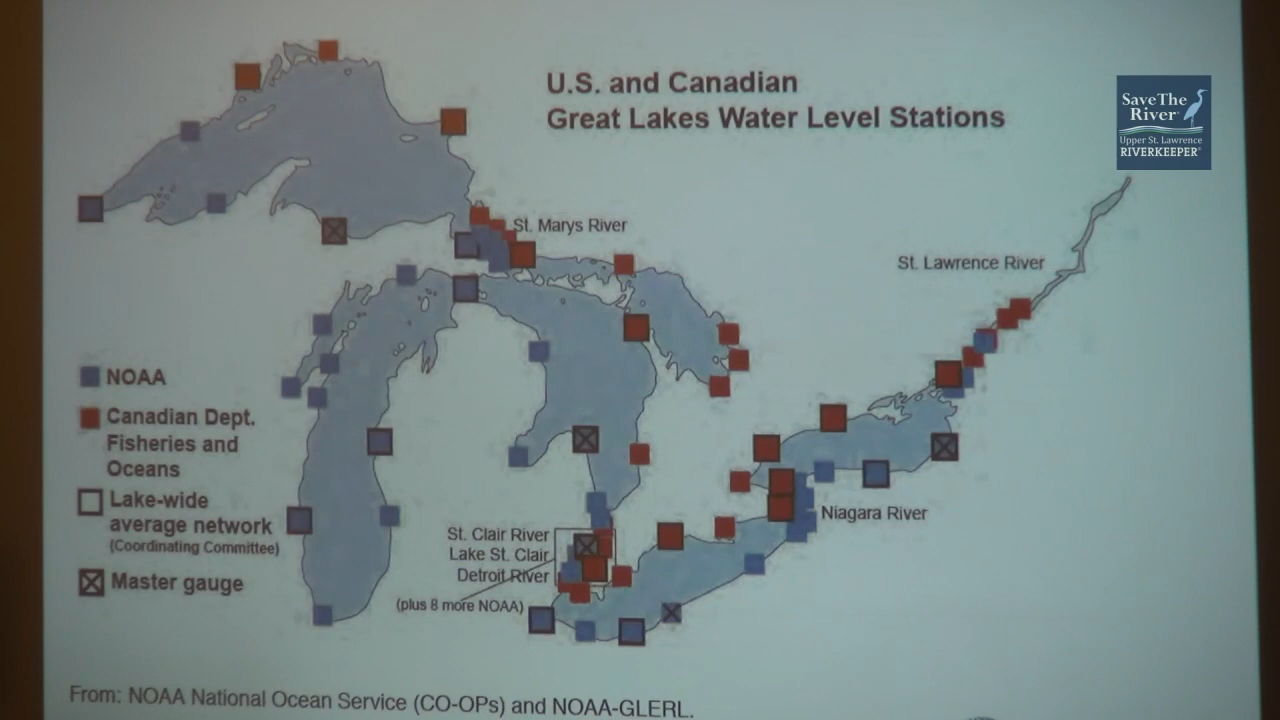 U.S. and Canadian
Great Lakes Water Level Stations
Save The
River
Upper St. Lawrence
RIVERKEEPER®
St. Marys River
St. Lawrence River
NOAA
Canadian Dept.
Fisheries and
Oceans
Lake-wide
average network
(Coordinating Committee)
Master gauge
St. Clair River
Lake St. Clair
Detroit River
(plus 8 more NOAA)
Niagara River
From: NOAA National Ocean Service (CO-OPs) and NOAA-GLERL.